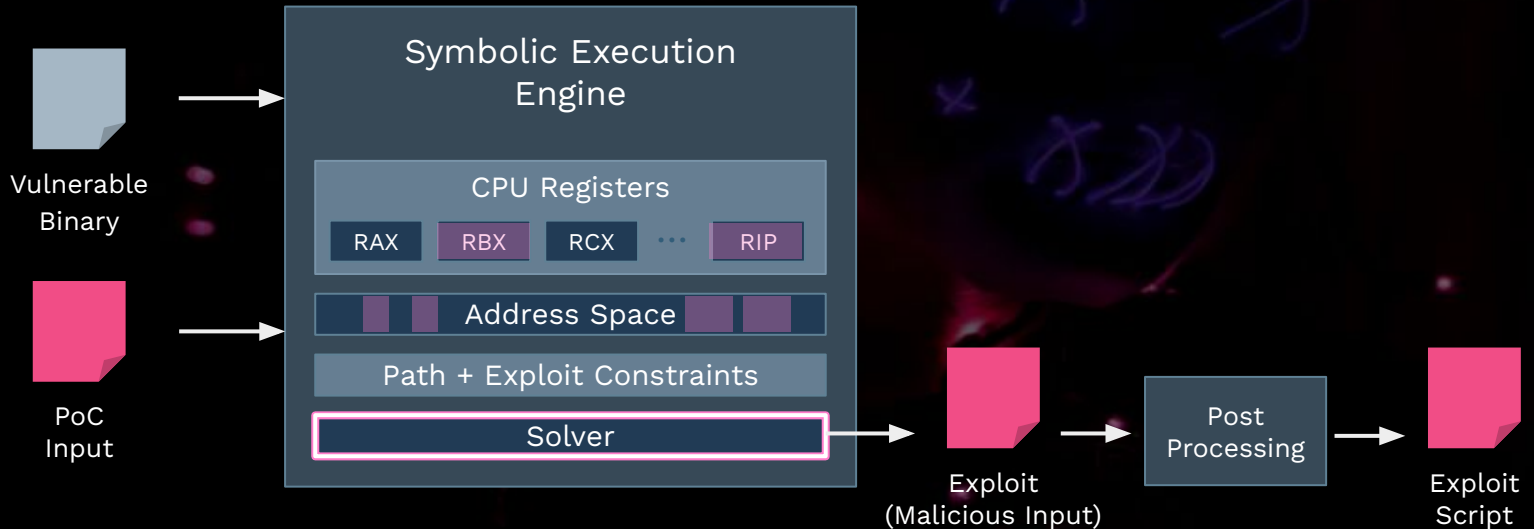 Symbolic Execution
Engine
Vulnerable
Binary
CPU Registers
RAX RBX RCX ... RIP
Address Space
Path + Exploit Constraints
PoC
Input
Solver
Exploit
(Malicious Input)
Post
Processing
Exploit
Script